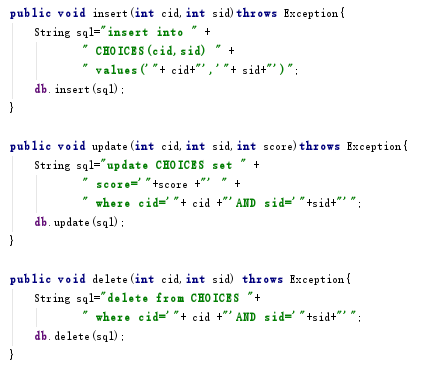 public void insert(int cid,int sid)throws Exception{
String sql="insert into " +
" CHOICES(cid,sid) " +
" values('"+ cid+"','"+ sid+"')";
db.insert(sql);
}
public void update(int cid,int sid,int score)throws Exception{
String sql="update CHOICES set " +
" score='"+score +"' " +
" where cid='"+ cid +"'AND sid='"+sid+"'";
db.update(sql);
}
public void delete(int cid,int sid) throws Exception{
String sql="delete from CHOICES "+
" where cid='"+ cid +"'AND sid='"+sid+"'";
db.delete(sql);
}